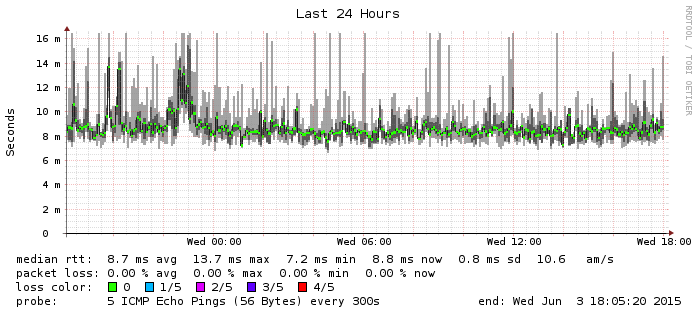 Last 24 Hours
RRDTOOL / TOBI OETIKER
Seconds
16 m
14 m
12 m
10 m
8 m
6 m
4 m
2 m
0
Wed 00:00 Wed 06:00 Wed 12:00 Wed 18:00
median rtt: 8.7 ms avg 13.7 ms max 7.2 ms min 8.8 ms now 0.8 ms sd 10.6 am/s
packet loss: 0.00 % avg 0.00 % max 0.00 % min 0.00 % now
loss color: 0 1/5 2/5 3/5 4/5
probe: 5 ICMP Echo Pings (56 Bytes) every 300s end: Wed Jun 3 18:05:20 2015